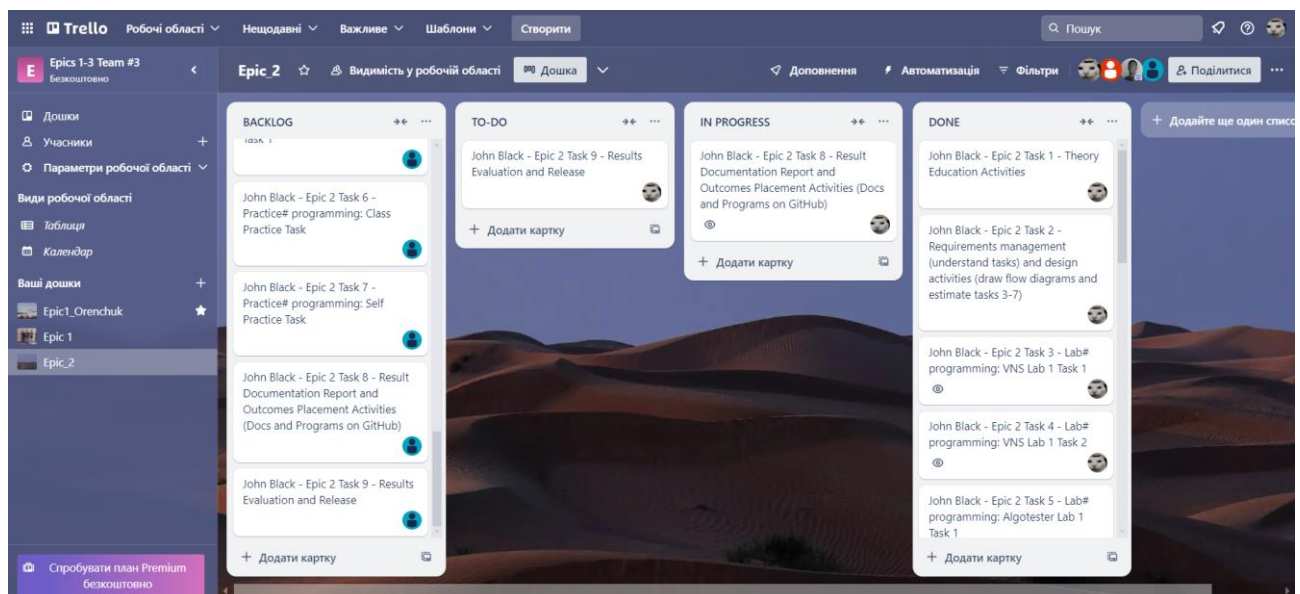 Trello
Робочі області
Нещодавні
Важливе
Шаблони
Створити
Пошук
E
Epics 1-3 Team #3
Безкоштовно
Epic_2
Видимість у робочій області
Дошка
Доповнення
Автоматизація
Фільтри
Поділитися
Дошки
Учасники
Параметри робочої області
Види робочої області
Таблиця
Календар
Ваші дошки
Epic1_Orenchuk
Epic 1
Epic_2
Спробувати план Premium
безкоштовно
BACKLOG
Task 1
John Black - Epic 2 Task 6 -
Practice# programming: Class
Practice Task
John Black - Epic 2 Task 7 -
Practice# programming: Self
Practice Task
John Black - Epic 2 Task 8 - Result
Documentation Report and
Outcomes Placement Activities
(Docs and Programs on GitHub)
John Black - Epic 2 Task 9 - Results
Evaluation and Release
Додати картку
TO-DO
John Black - Epic 2 Task 9 - Results
Evaluation and Release
Додати картку
IN PROGRESS
John Black - Epic 2 Task 8 - Result
Documentation Report and
Outcomes Placement Activities (Docs
and Programs on GitHub)
Додати картку
DONE
John Black - Epic 2 Task 1 - Theory
Education Activities
John Black - Epic 2 Task 2 -
Requirements management
(understand tasks) and design
activities (draw flow diagrams and
estimate tasks 3-7)
John Black - Epic 2 Task 3 - Lab#
programming: VNS Lab 1 Task 1
John Black - Epic 2 Task 4 - Lab#
programming: VNS Lab 1 Task 2
John Black - Epic 2 Task 5 - Lab#
programming: Algotester Lab 1
Task 1
Додати картку
Додайте ще один списо